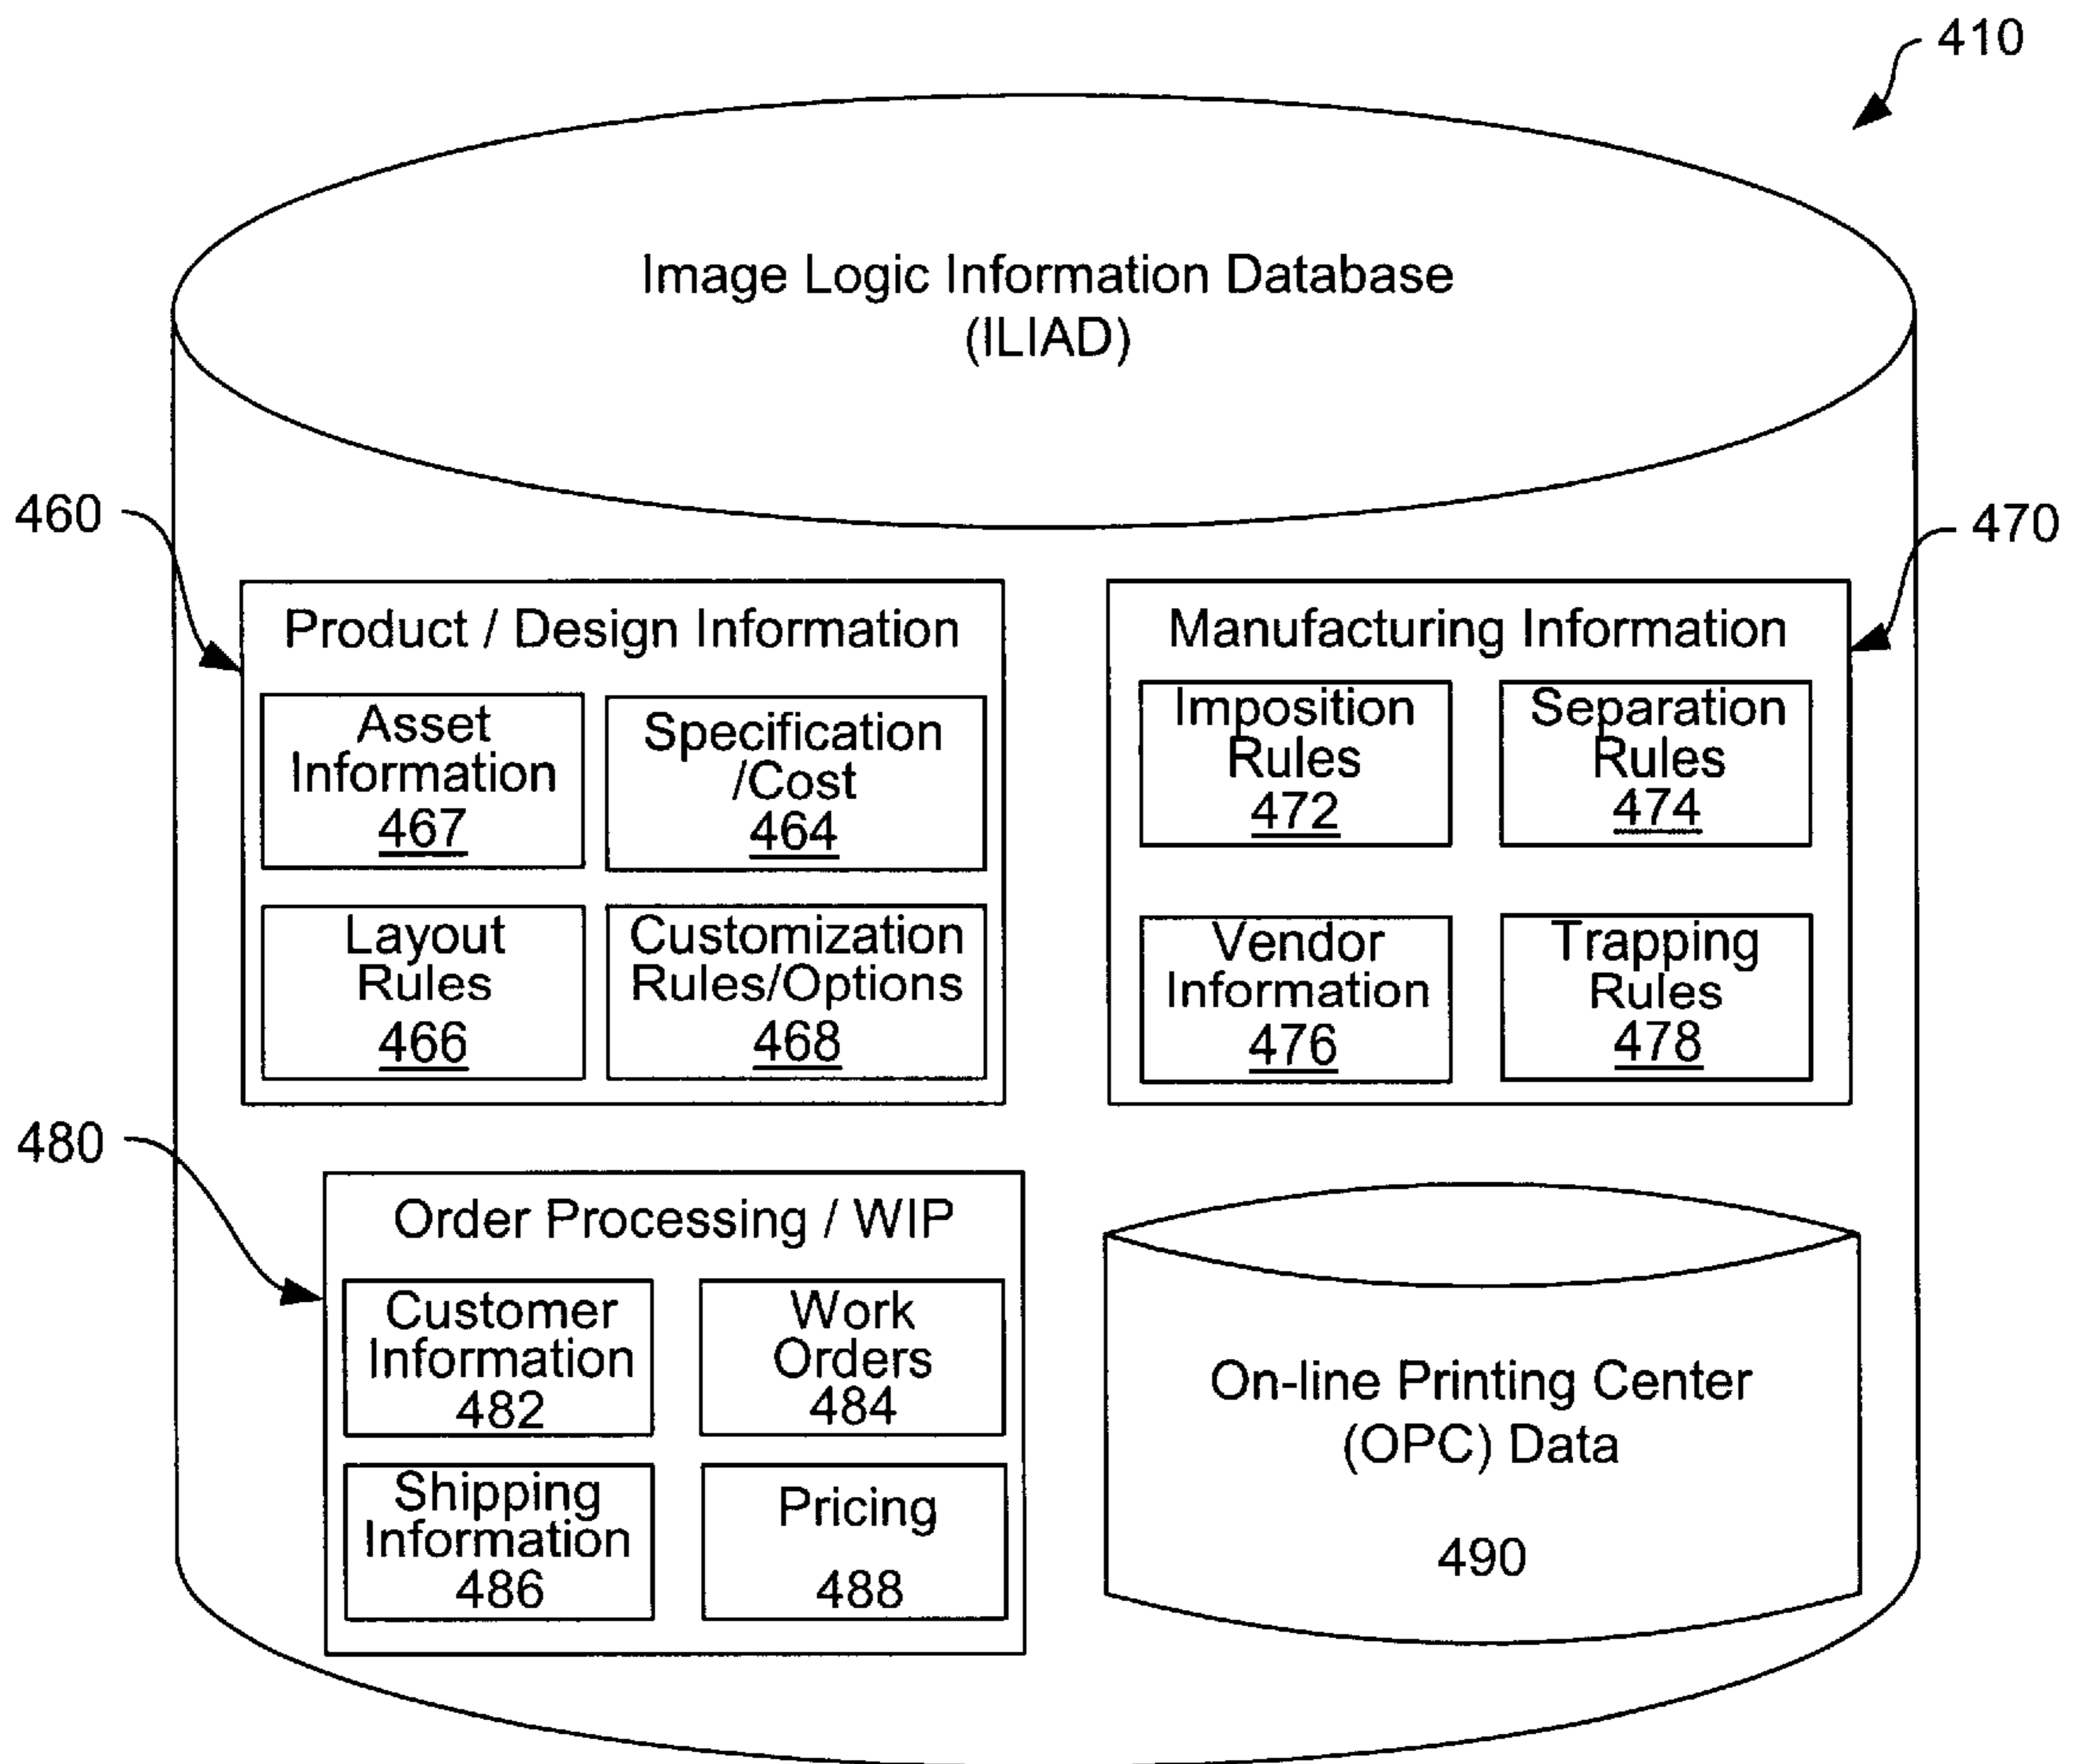 410
Image Logic Information Database
(ILIAD)
460
470
Product / Design Information
Asset
Information
467
Specification
/Cost
464
Layout
Rules
466
Customization
Rules/Options
468
Manufacturing Information
Imposition
Rules
472
Separation
Rules
474
Vendor
Information
476
Trapping
Rules
478
480
Order Processing / WIP
Customer
Information
482
Work
Orders
484
Shipping
Information
486
Pricing
488
On-line Printing Center
(OPC) Data
490